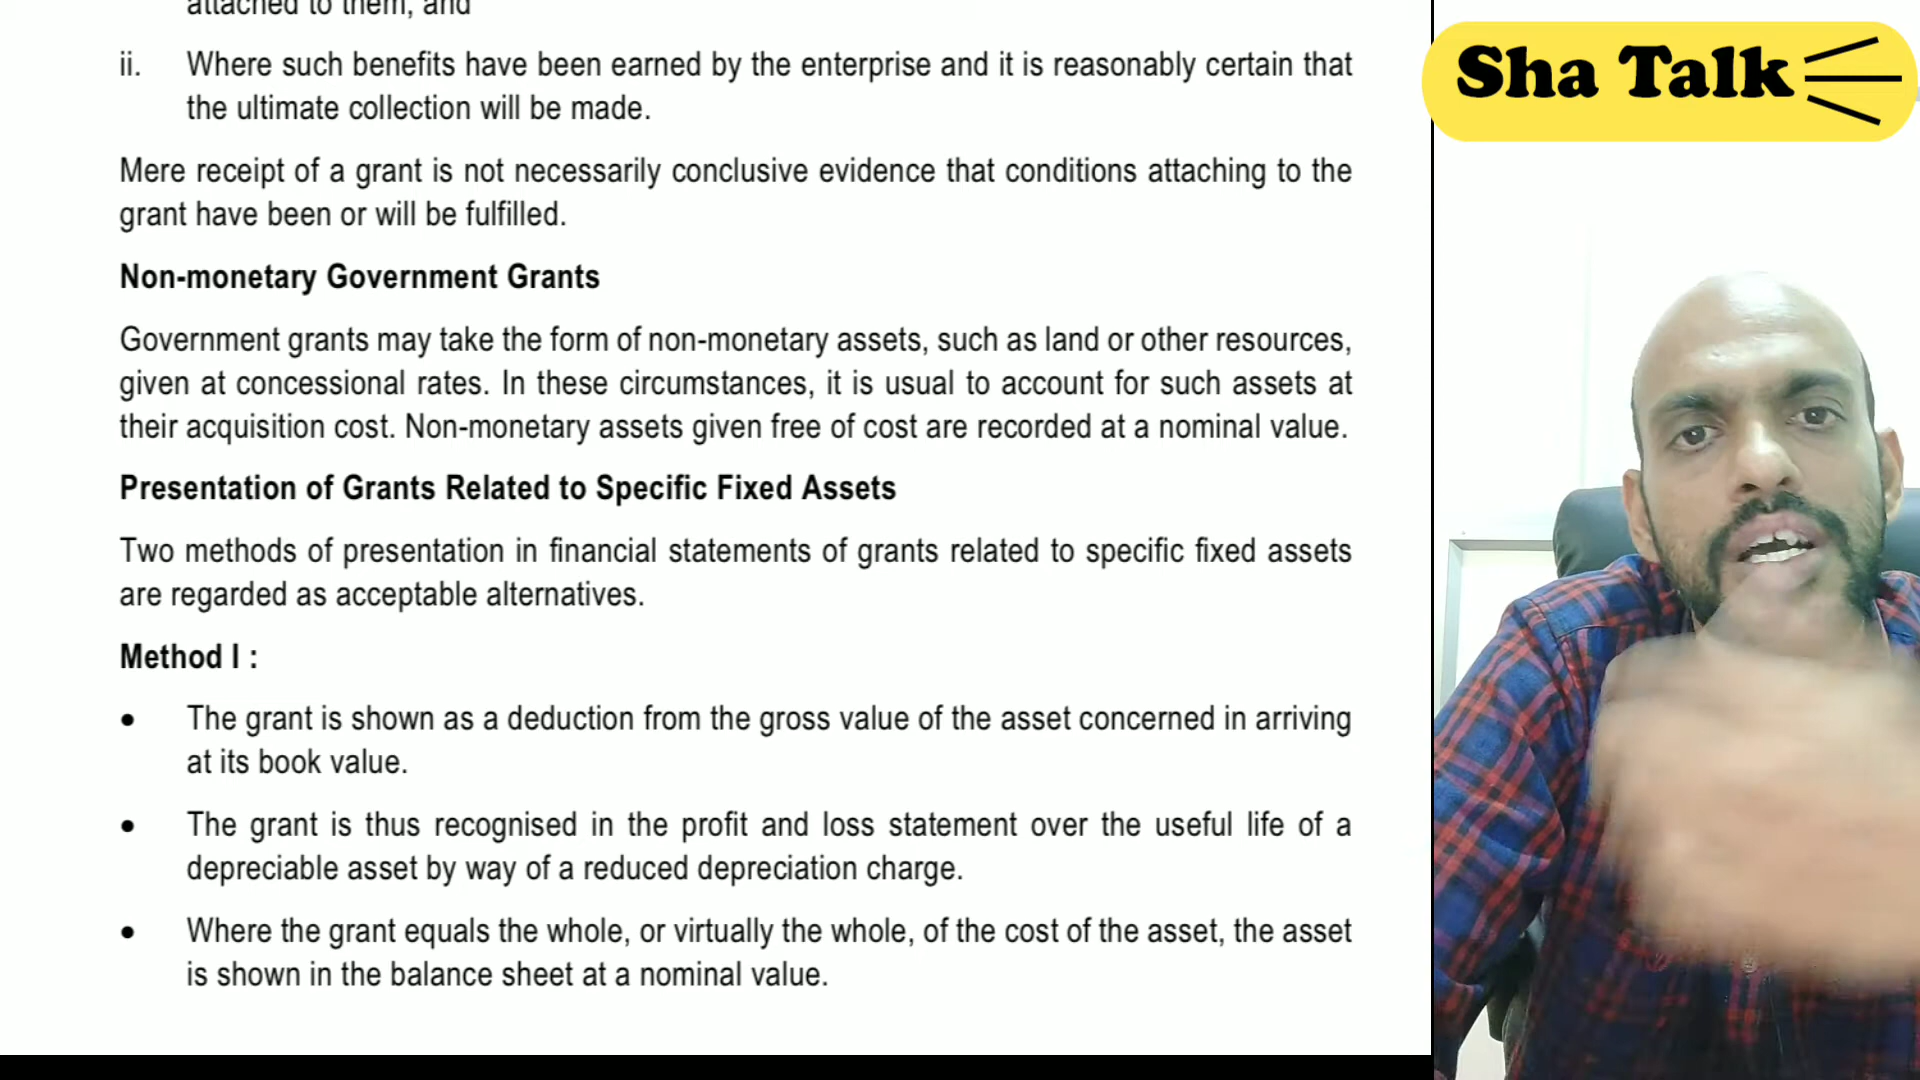 attached to them; and
ii. Where such benefits have been earned by the enterprise and it is reasonably certain that
the ultimate collection will be made.
Mere receipt of a grant is not necessarily conclusive evidence that conditions attaching to the
grant have been or will be fulfilled.
Non-monetary Government Grants
Government grants may take the form of non-monetary assets, such as land or other resources,
given at concessional rates. In these circumstances, it is usual to account for such assets at
their acquisition cost. Non-monetary assets given free of cost are recorded at a nominal value.
Presentation of Grants Related to Specific Fixed Assets
Two methods of presentation in financial statements of grants related to specific fixed assets
are regarded as acceptable alternatives.
Method I :
• The grant is shown as a deduction from the gross value of the asset concerned in arriving
at its book value.
• The grant is thus recognised in the profit and loss statement over the useful life of a
depreciable asset by way of a reduced depreciation charge.
• Where the grant equals the whole, or virtually the whole, of the cost of the asset, the asset
is shown in the balance sheet at a nominal value.
Sha Talk